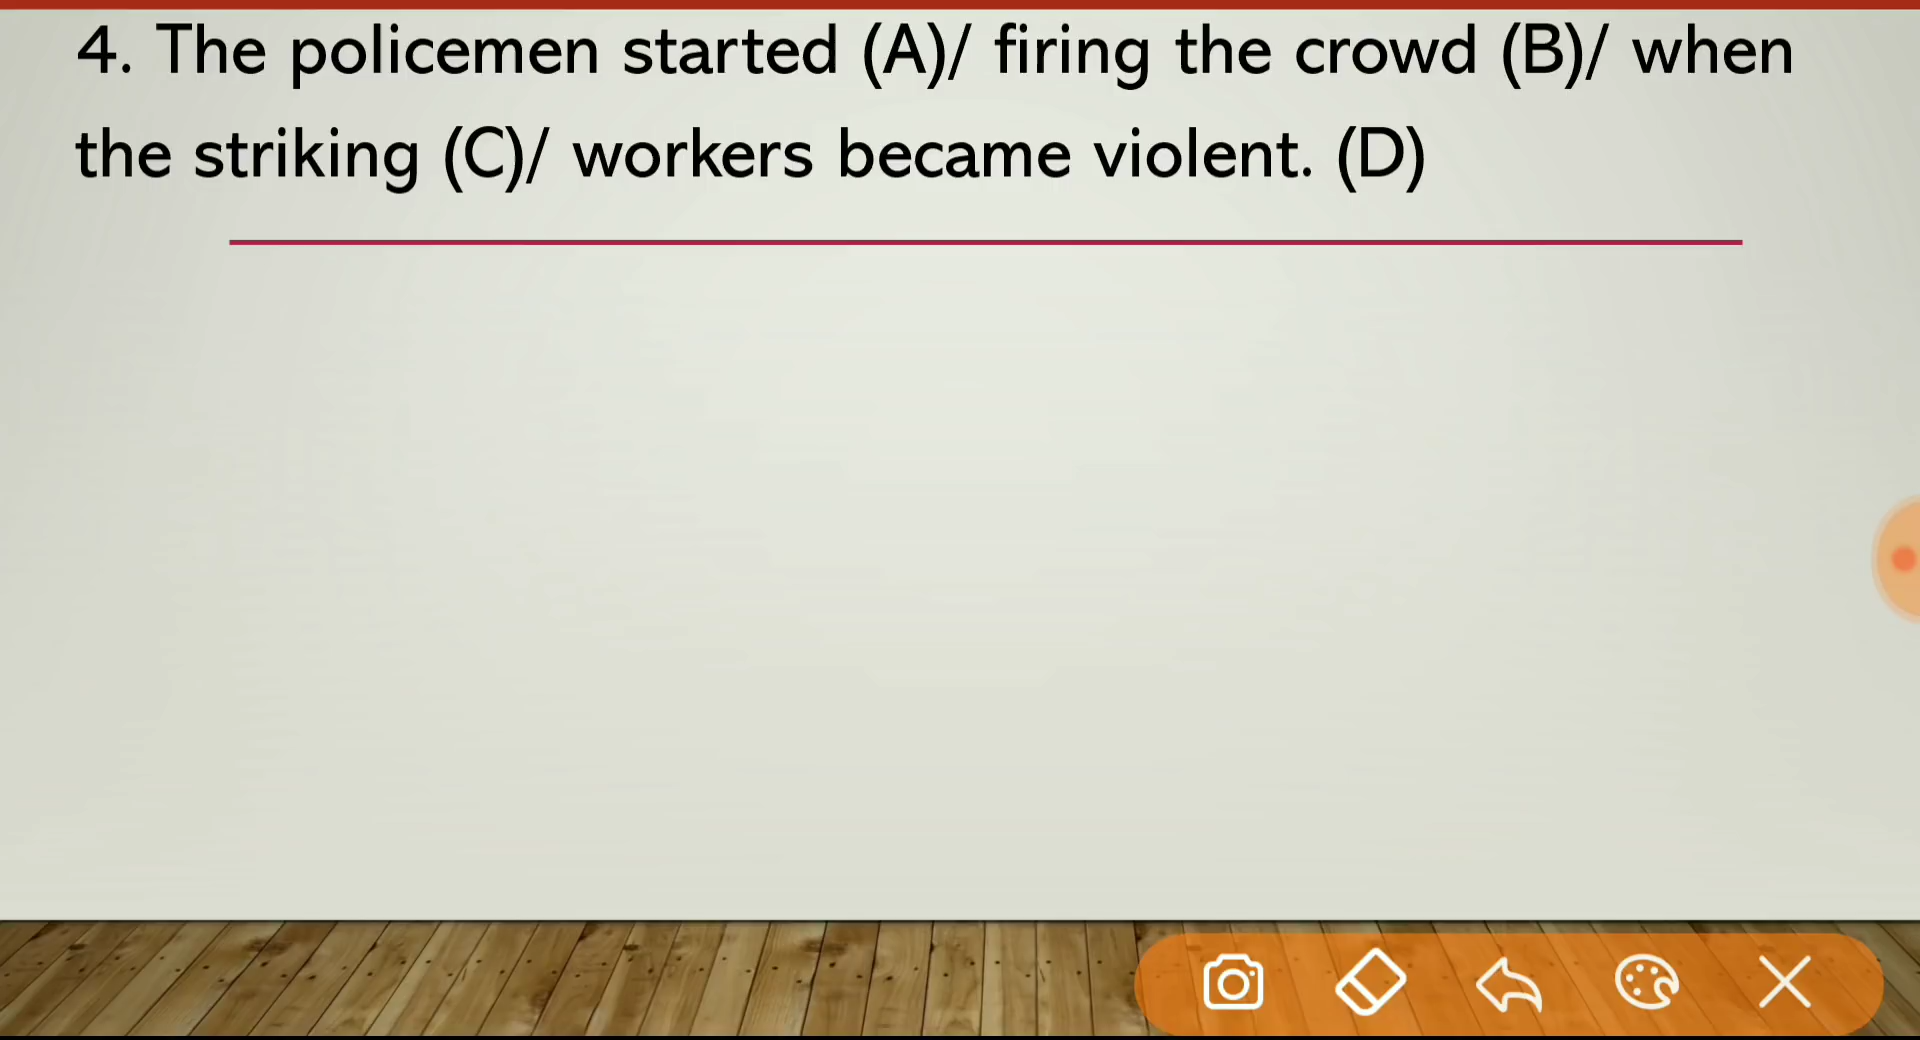 4. The policemen started (A)/ firing the crowd (B)/ when
the striking (C)/ workers became violent. (D)